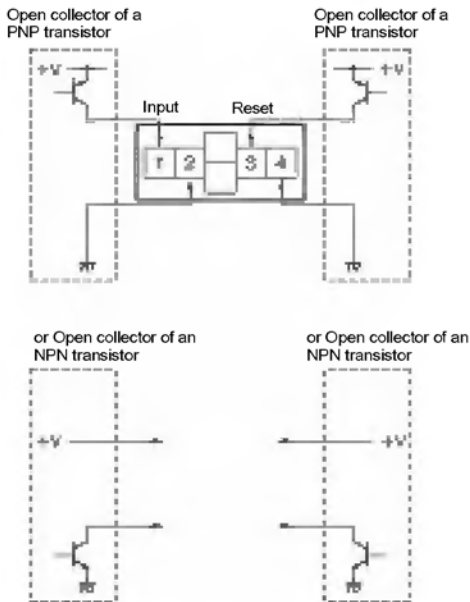 Open collector of a
PNP transistor
Open collector of a
PNP transistor
+V
+V
Input
Reset
1 2 3 4
or Open collector of an
NPN transistor
or Open collector of an
NPN transistor
+V
+V